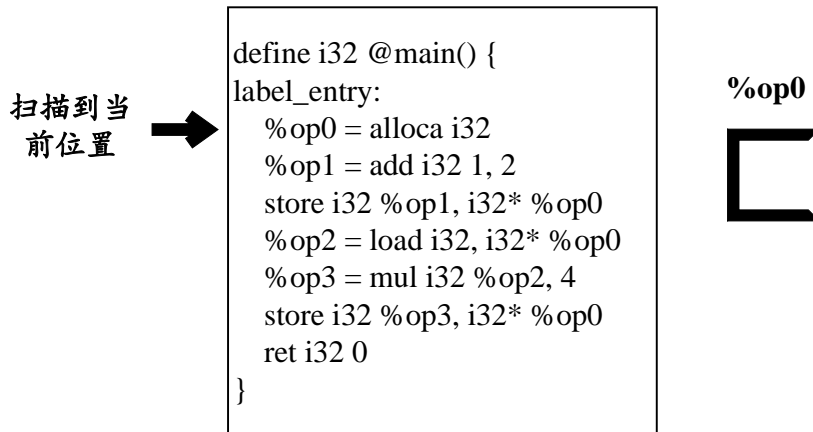 扫描到当
前位置
define i32 @main() {
label_entry:
%op0 = alloca i32
%op1 = add i32 1, 2
store i32 %op1, i32* %op0
%op2 = load i32, i32* %op0
%op3 = mul i32 %op2, 4
store i32 %op3, i32* %op0
ret i32 0
}
%op0